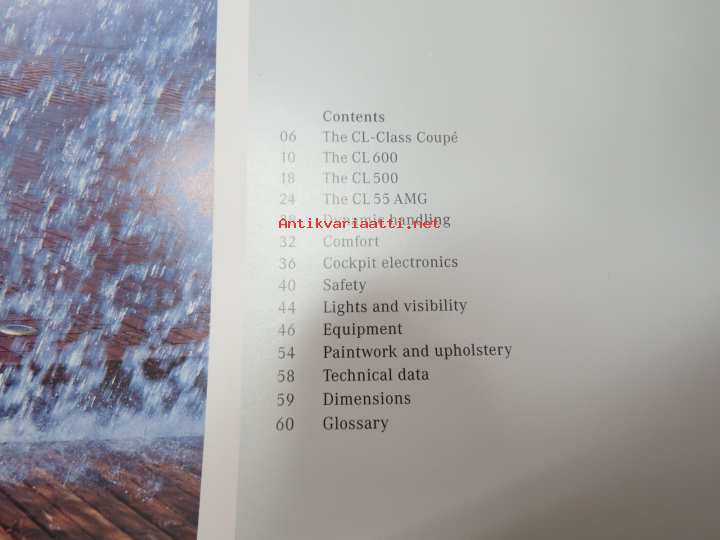 Contents
06 The CL-Class Coupé
10 The CL 600
18 The CL 500
24 The CL 55 AMG
28 Dynamic handling
Antikvariaatti.net
32 Comfort
36 Cockpit electronics
40 Safety
44 Lights and visibility
46 Equipment
54 Paintwork and upholstery
58 Technical data
59 Dimensions
60 Glossary